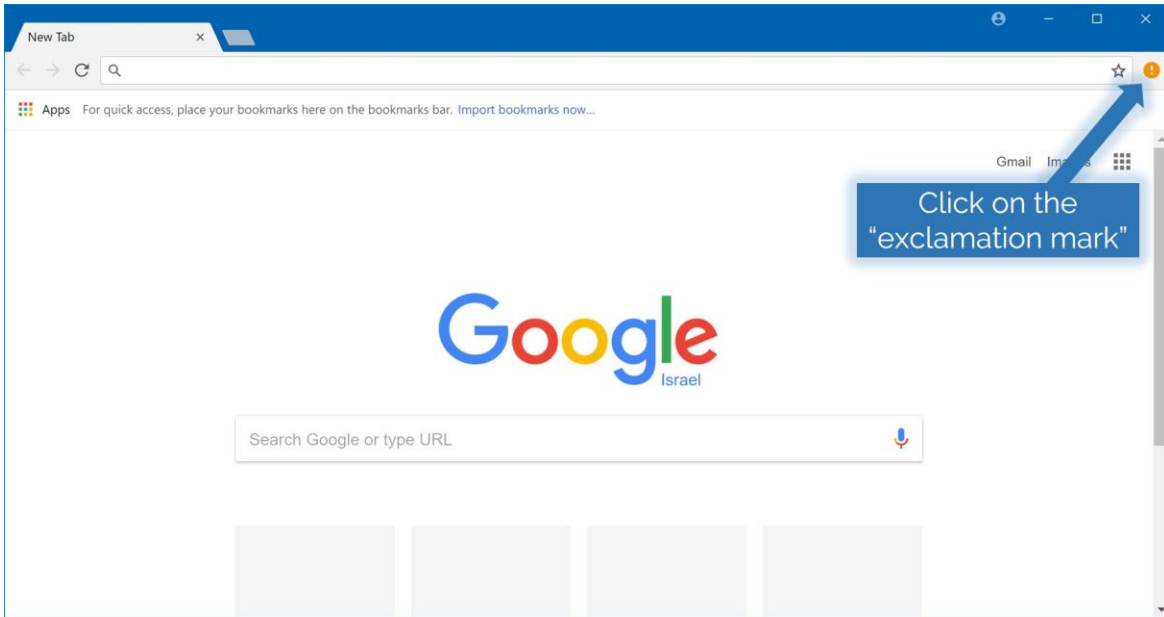 New Tab
Apps For quick access, place your bookmarks here on the bookmarks bar. Import bookmarks now...
Gmail
Click on the
“exclamation mark”
Google
Israel
Search Google or type URL